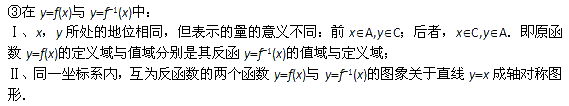 ③在 y=f(x)与 y=f⁻¹(x)中：
Ⅰ、x，y 所处的地位相同，但表示的量的意义不同：前 x∈A,y∈C；后者，x∈C,y∈A．即原函
数 y=f(x)的定义域与值域分别是其反函 y=f⁻¹(x)的值域与定义域；
Ⅱ、同一坐标系内，互为反函数的两个函数 y=f(x)与 y=f⁻¹(x)的图象关于直线 y=x 成轴对称图
形．